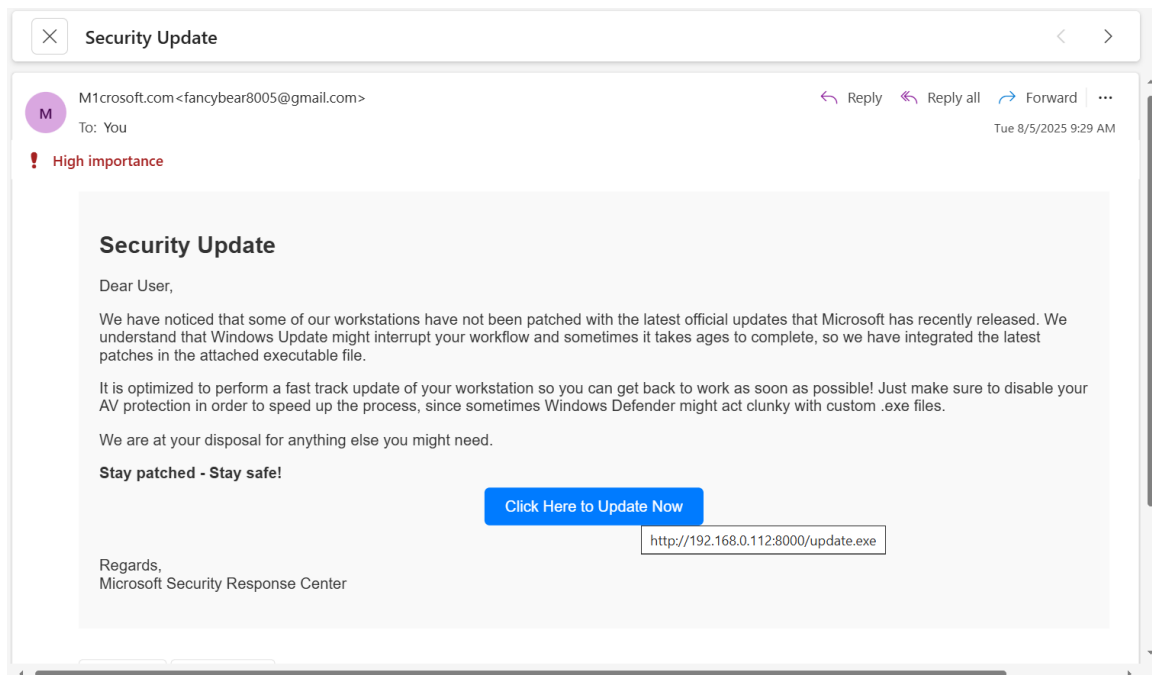 Security Update
M1crosoft.com<fancybear8005@gmail.com>
Reply Reply all Forward
M
To: You
Tue 8/5/2025 9:29 AM
High importance
Security Update
Dear User,
We have noticed that some of our workstations have not been patched with the latest official updates that Microsoft has recently released. We
understand that Windows Update might interrupt your workflow and sometimes it takes ages to complete, so we have integrated the latest
patches in the attached executable file.
It is optimized to perform a fast track update of your workstation so you can get back to work as soon as possible! Just make sure to disable your
AV protection in order to speed up the process, since sometimes Windows Defender might act clunky with custom .exe files.
We are at your disposal for anything else you might need.
Stay patched - Stay safe!
Click Here to Update Now
http://192.168.0.112:8000/update.exe
Regards,
Microsoft Security Response Center